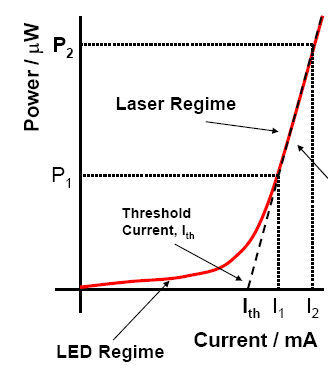 Power / μW
P₂
Laser Regime
P₁
Threshold
Current, Iₜₕ
Iₜₕ I₁ I₂
Current / mA
LED Regime